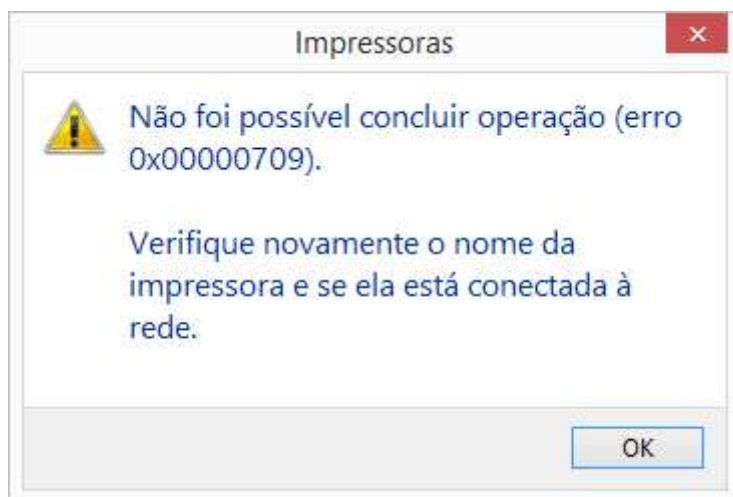 Impressoras
Não foi possível concluir operação (erro
0x00000709).
Verifique novamente o nome da
impressora e se ela está conectada à
rede.
OK